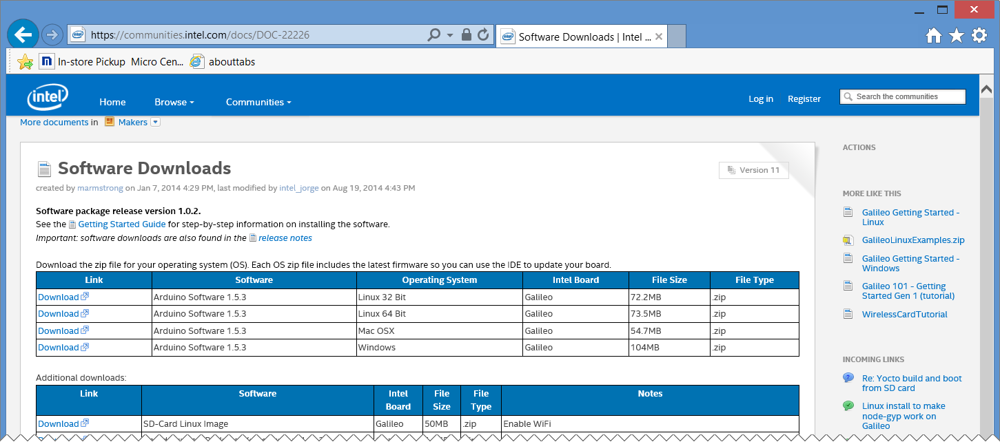 https://communities.intel.com/docs/DOC-22226
Software Downloads | Intel ...
In-store Pickup Micro Cen... abouttabs
intel
Home Browse Communities Log in Register Search the communities
More documents in Makers
Software Downloads
Version 11
created by marmstrong on Jan 7, 2014 4:29 PM, last modified by intel_jorge on Aug 19, 2014 4:43 PM
Software package release version 1.0.2.
See the Getting Started Guide for step-by-step information on installing the software.
Important: software downloads are also found in the release notes
Download the zip file for your operating system (OS). Each OS zip file includes the latest firmware so you can use the IDE to update your board.
Link Software Operating System Intel Board File Size File Type
Download Arduino Software 1.5.3 Linux 32 Bit Galileo 72.2MB .zip
Download Arduino Software 1.5.3 Linux 64 Bit Galileo 73.5MB .zip
Download Arduino Software 1.5.3 Mac OSX Galileo 54.7MB .zip
Download Arduino Software 1.5.3 Windows Galileo 104MB .zip
Additional downloads:
Link Software Intel Board File Size File Type Notes
Download SD-Card Linux Image Galileo 50MB .zip Enable WiFi
ACTIONS
MORE LIKE THIS
Galileo Getting Started -
Linux
GalileoLinuxExamples.zip
Galileo Getting Started -
Windows
Galileo 101 - Getting
Started Gen 1 (tutorial)
WirelessCardTutorial
INCOMING LINKS
Re: Yocto build and boot
from SD card
Linux install to make
node-gyp work on
Galileo